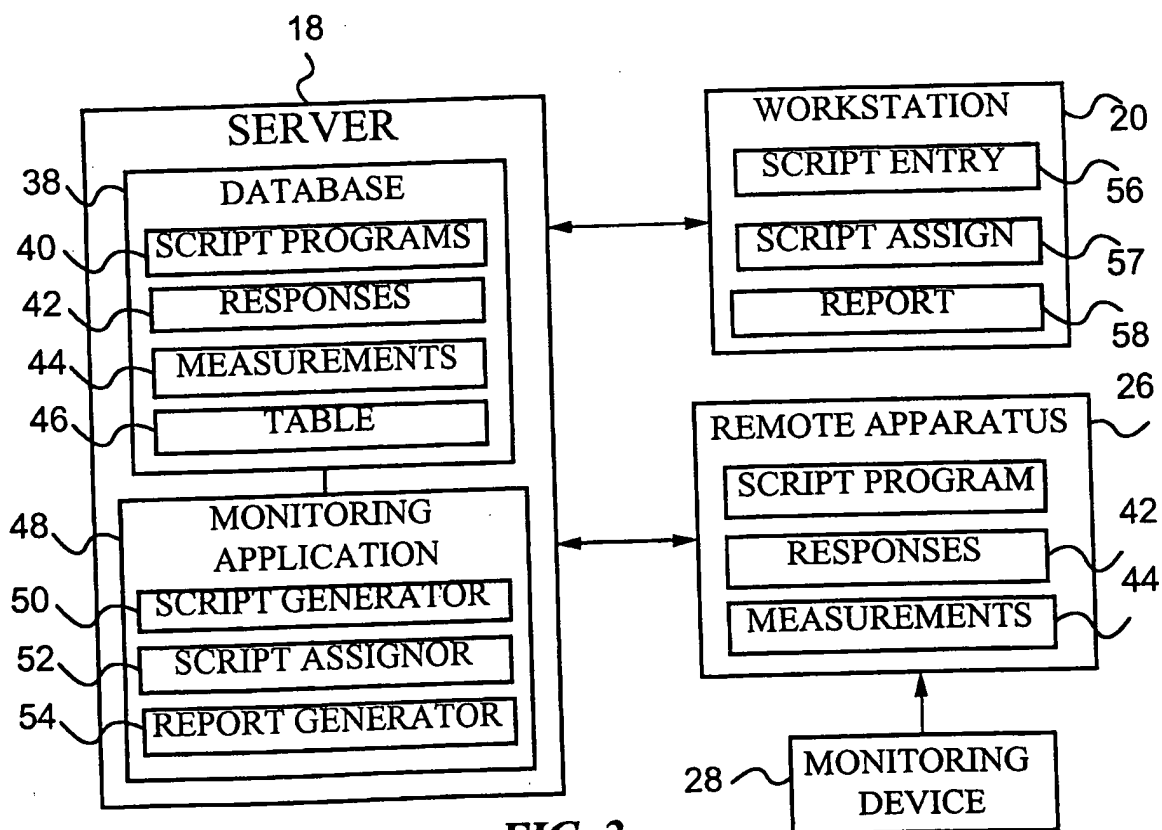 18
SERVER
38
DATABASE
40
SCRIPT PROGRAMS
42
RESPONSES
44
MEASUREMENTS
46
TABLE
48
MONITORING
APPLICATION
50
SCRIPT GENERATOR
52
SCRIPT ASSIGNOR
54
REPORT GENERATOR
WORKSTATION
20
SCRIPT ENTRY
56
SCRIPT ASSIGN
57
REPORT
58
26
REMOTE APPARATUS
SCRIPT PROGRAM
42
RESPONSES
44
MEASUREMENTS
28
MONITORING
DEVICE